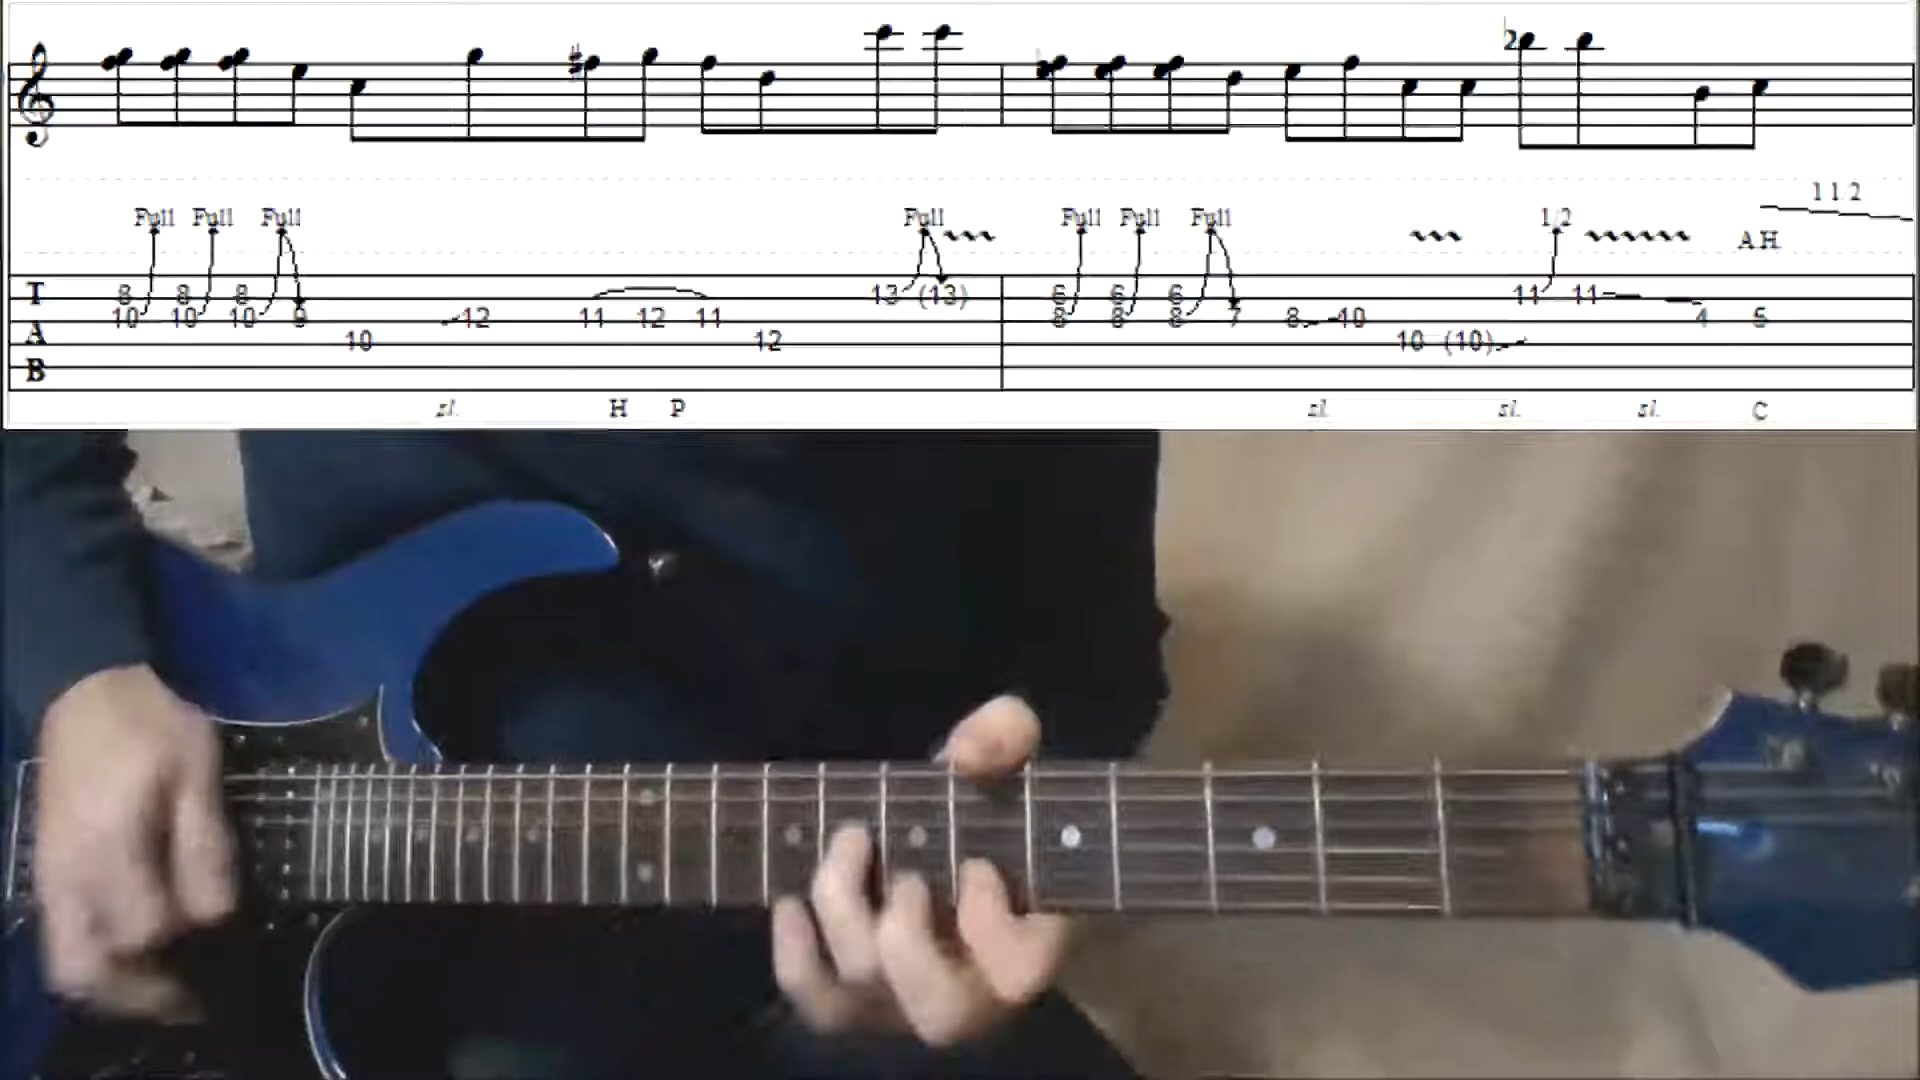 Full Full Full Full Full Full Full 1/2 1 1 2
A.H.
T 8 8 8 13 (13) 6 6 6 11 11
10 10 10 9 12 11 12 11 8 8 8 7 8 10 4 5
A 10 12 10 (10)
B
sl. H P sl. sl. sl. C